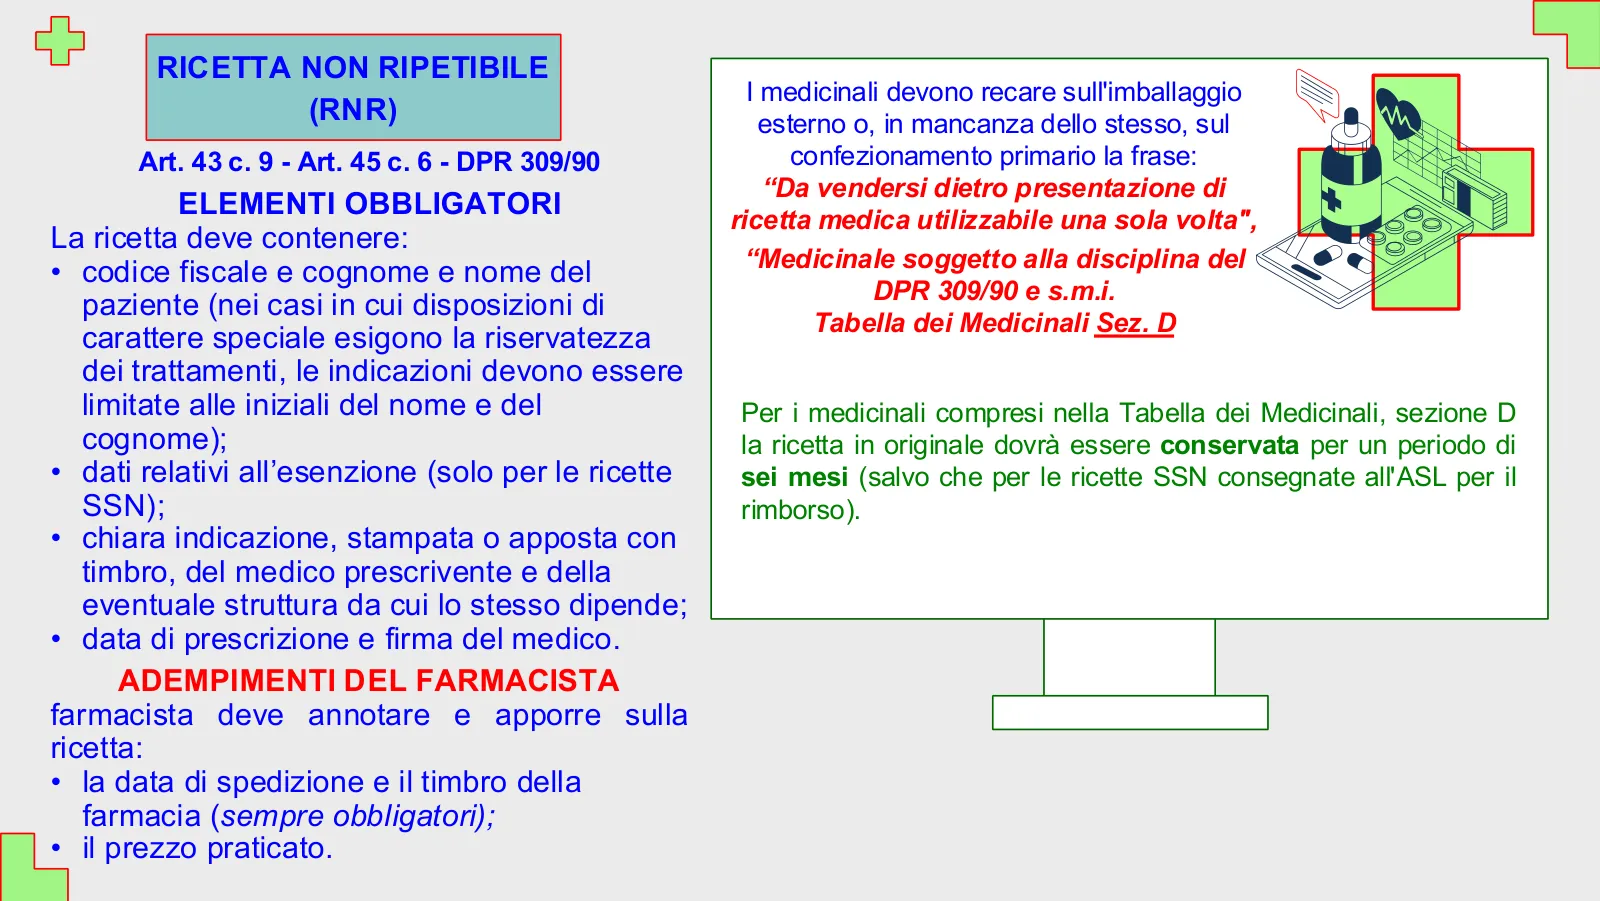 RICETTA NON RIPETIBILE
(RNR)
Art. 43 c. 9 - Art. 45 c. 6 - DPR 309/90
ELEMENTI OBBLIGATORI
La ricetta deve contenere:
• codice fiscale e cognome e nome del
paziente (nei casi in cui disposizioni di
carattere speciale esigono la riservatezza
dei trattamenti, le indicazioni devono essere
limitate alle iniziali del nome e del
cognome);
• dati relativi all’esenzione (solo per le ricette
SSN);
• chiara indicazione, stampata o apposta con
timbro, del medico prescrivente e della
eventuale struttura da cui lo stesso dipende;
• data di prescrizione e firma del medico.
ADEMPIMENTI DEL FARMACISTA
farmacista deve annotare e apporre sulla
ricetta:
• la data di spedizione e il timbro della
farmacia (sempre obbligatori);
• il prezzo praticato.
I medicinali devono recare sull'imballaggio
esterno o, in mancanza dello stesso, sul
confezionamento primario la frase:
“Da vendersi dietro presentazione di
ricetta medica utilizzabile una sola volta",
“Medicinale soggetto alla disciplina del
DPR 309/90 e s.m.i.
Tabella dei Medicinali Sez. D
Per i medicinali compresi nella Tabella dei Medicinali, sezione D
la ricetta in originale dovrà essere conservata per un periodo di
sei mesi (salvo che per le ricette SSN consegnate all'ASL per il
rimborso).